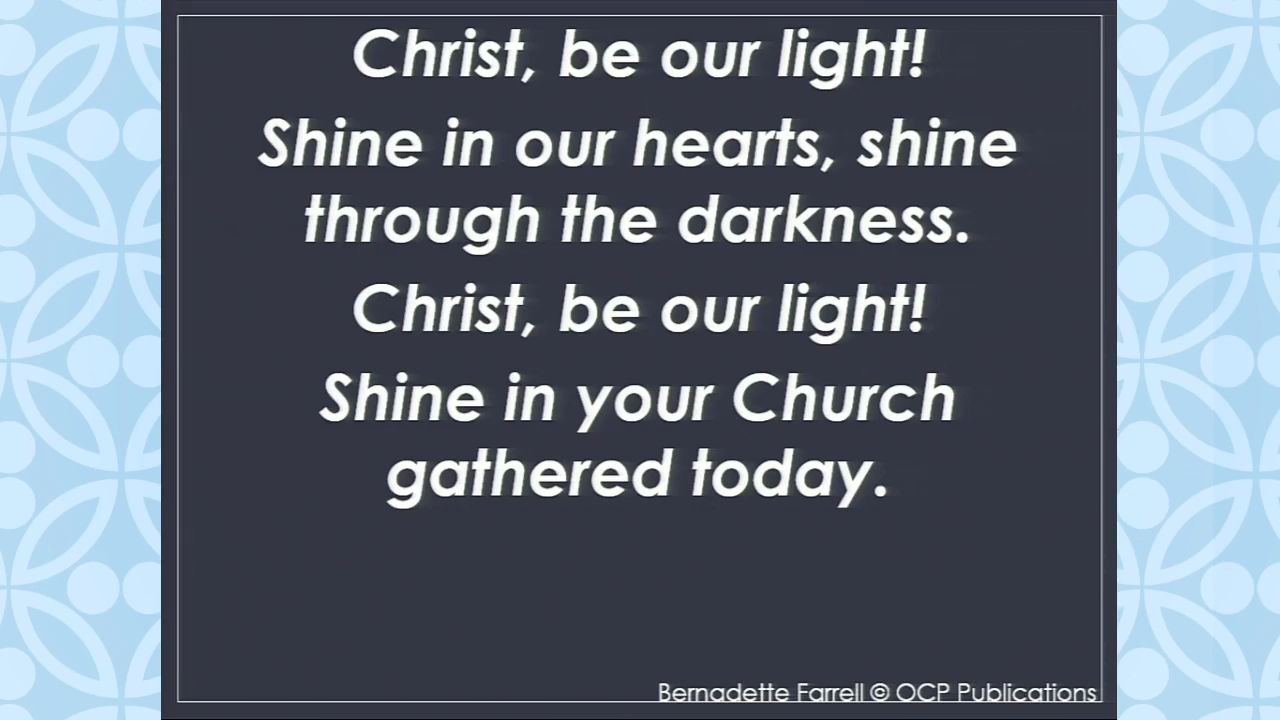 Christ, be our light!
Shine in our hearts, shine
through the darkness.
Christ, be our light!
Shine in your Church
gathered today.
Bernadette Farrell © OCP Publications